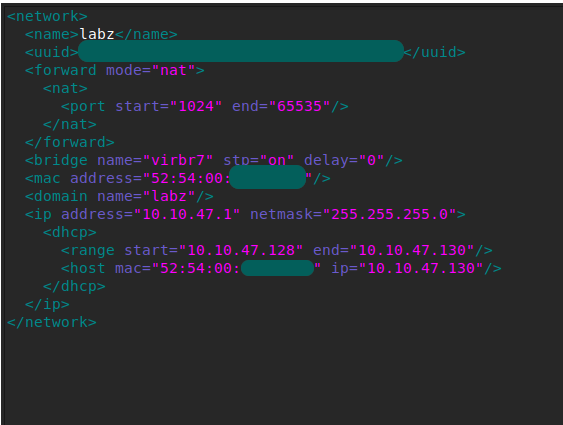 <network>
  <name>labz</name>
  <uuid></uuid>
  <forward mode="nat">
    <nat>
      <port start="1024" end="65535"/>
    </nat>
  </forward>
  <bridge name="virbr7" stp="on" delay="0"/>
  <mac address="52:54:00:"/>
  <domain name="labz"/>
  <ip address="10.10.47.1" netmask="255.255.255.0">
    <dhcp>
      <range start="10.10.47.128" end="10.10.47.130"/>
      <host mac="52:54:00:" ip="10.10.47.130"/>
    </dhcp>
  </ip>
</network>